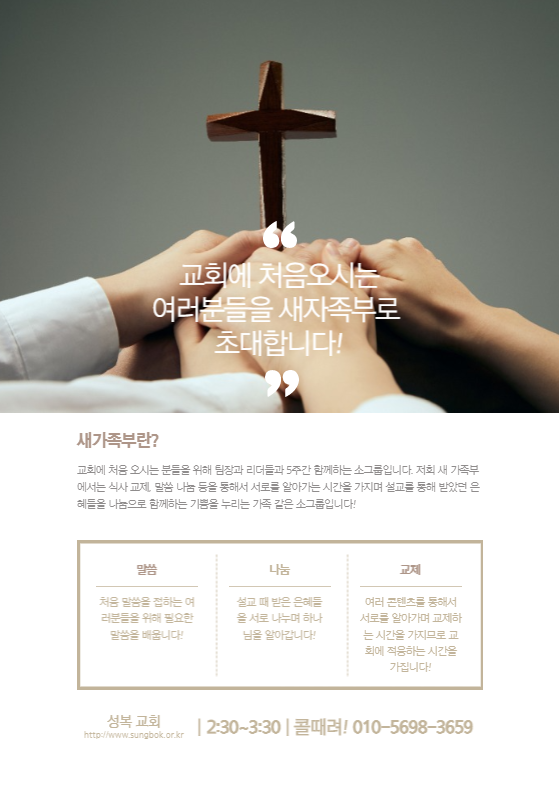 “
교회에 처음오시는
여러분들을 새자족부로
초대합니다!
”
새가족부란?
교회에 처음 오시는 분들을 위해 팀장과 리더들과 5주간 함께하는 소그룹입니다. 저희 새 가족부
에서는 식사 교제, 말씀 나눔 등을 통해서 서로를 알아가는 시간을 가지며 설교를 통해 받았던 은
혜들을 나눔으로 함께하는 기쁨을 누리는 가족 같은 소그룹입니다!
말씀
처음 말씀을 접하는 여
러분들을 위해 필요한
말씀을 배웁니다!
나눔
설교 때 받은 은혜들
을 서로 나누며 하나
님을 알아갑니다!
교제
여러 콘텐츠를 통해서
서로를 알아가며 교제하
는 시간을 가지므로 교
회에 적응하는 시간을
가집니다!
성복 교회
http://www.sungbok.or.kr
| 2:30~3:30 | 콜때려! 010-5698-3659